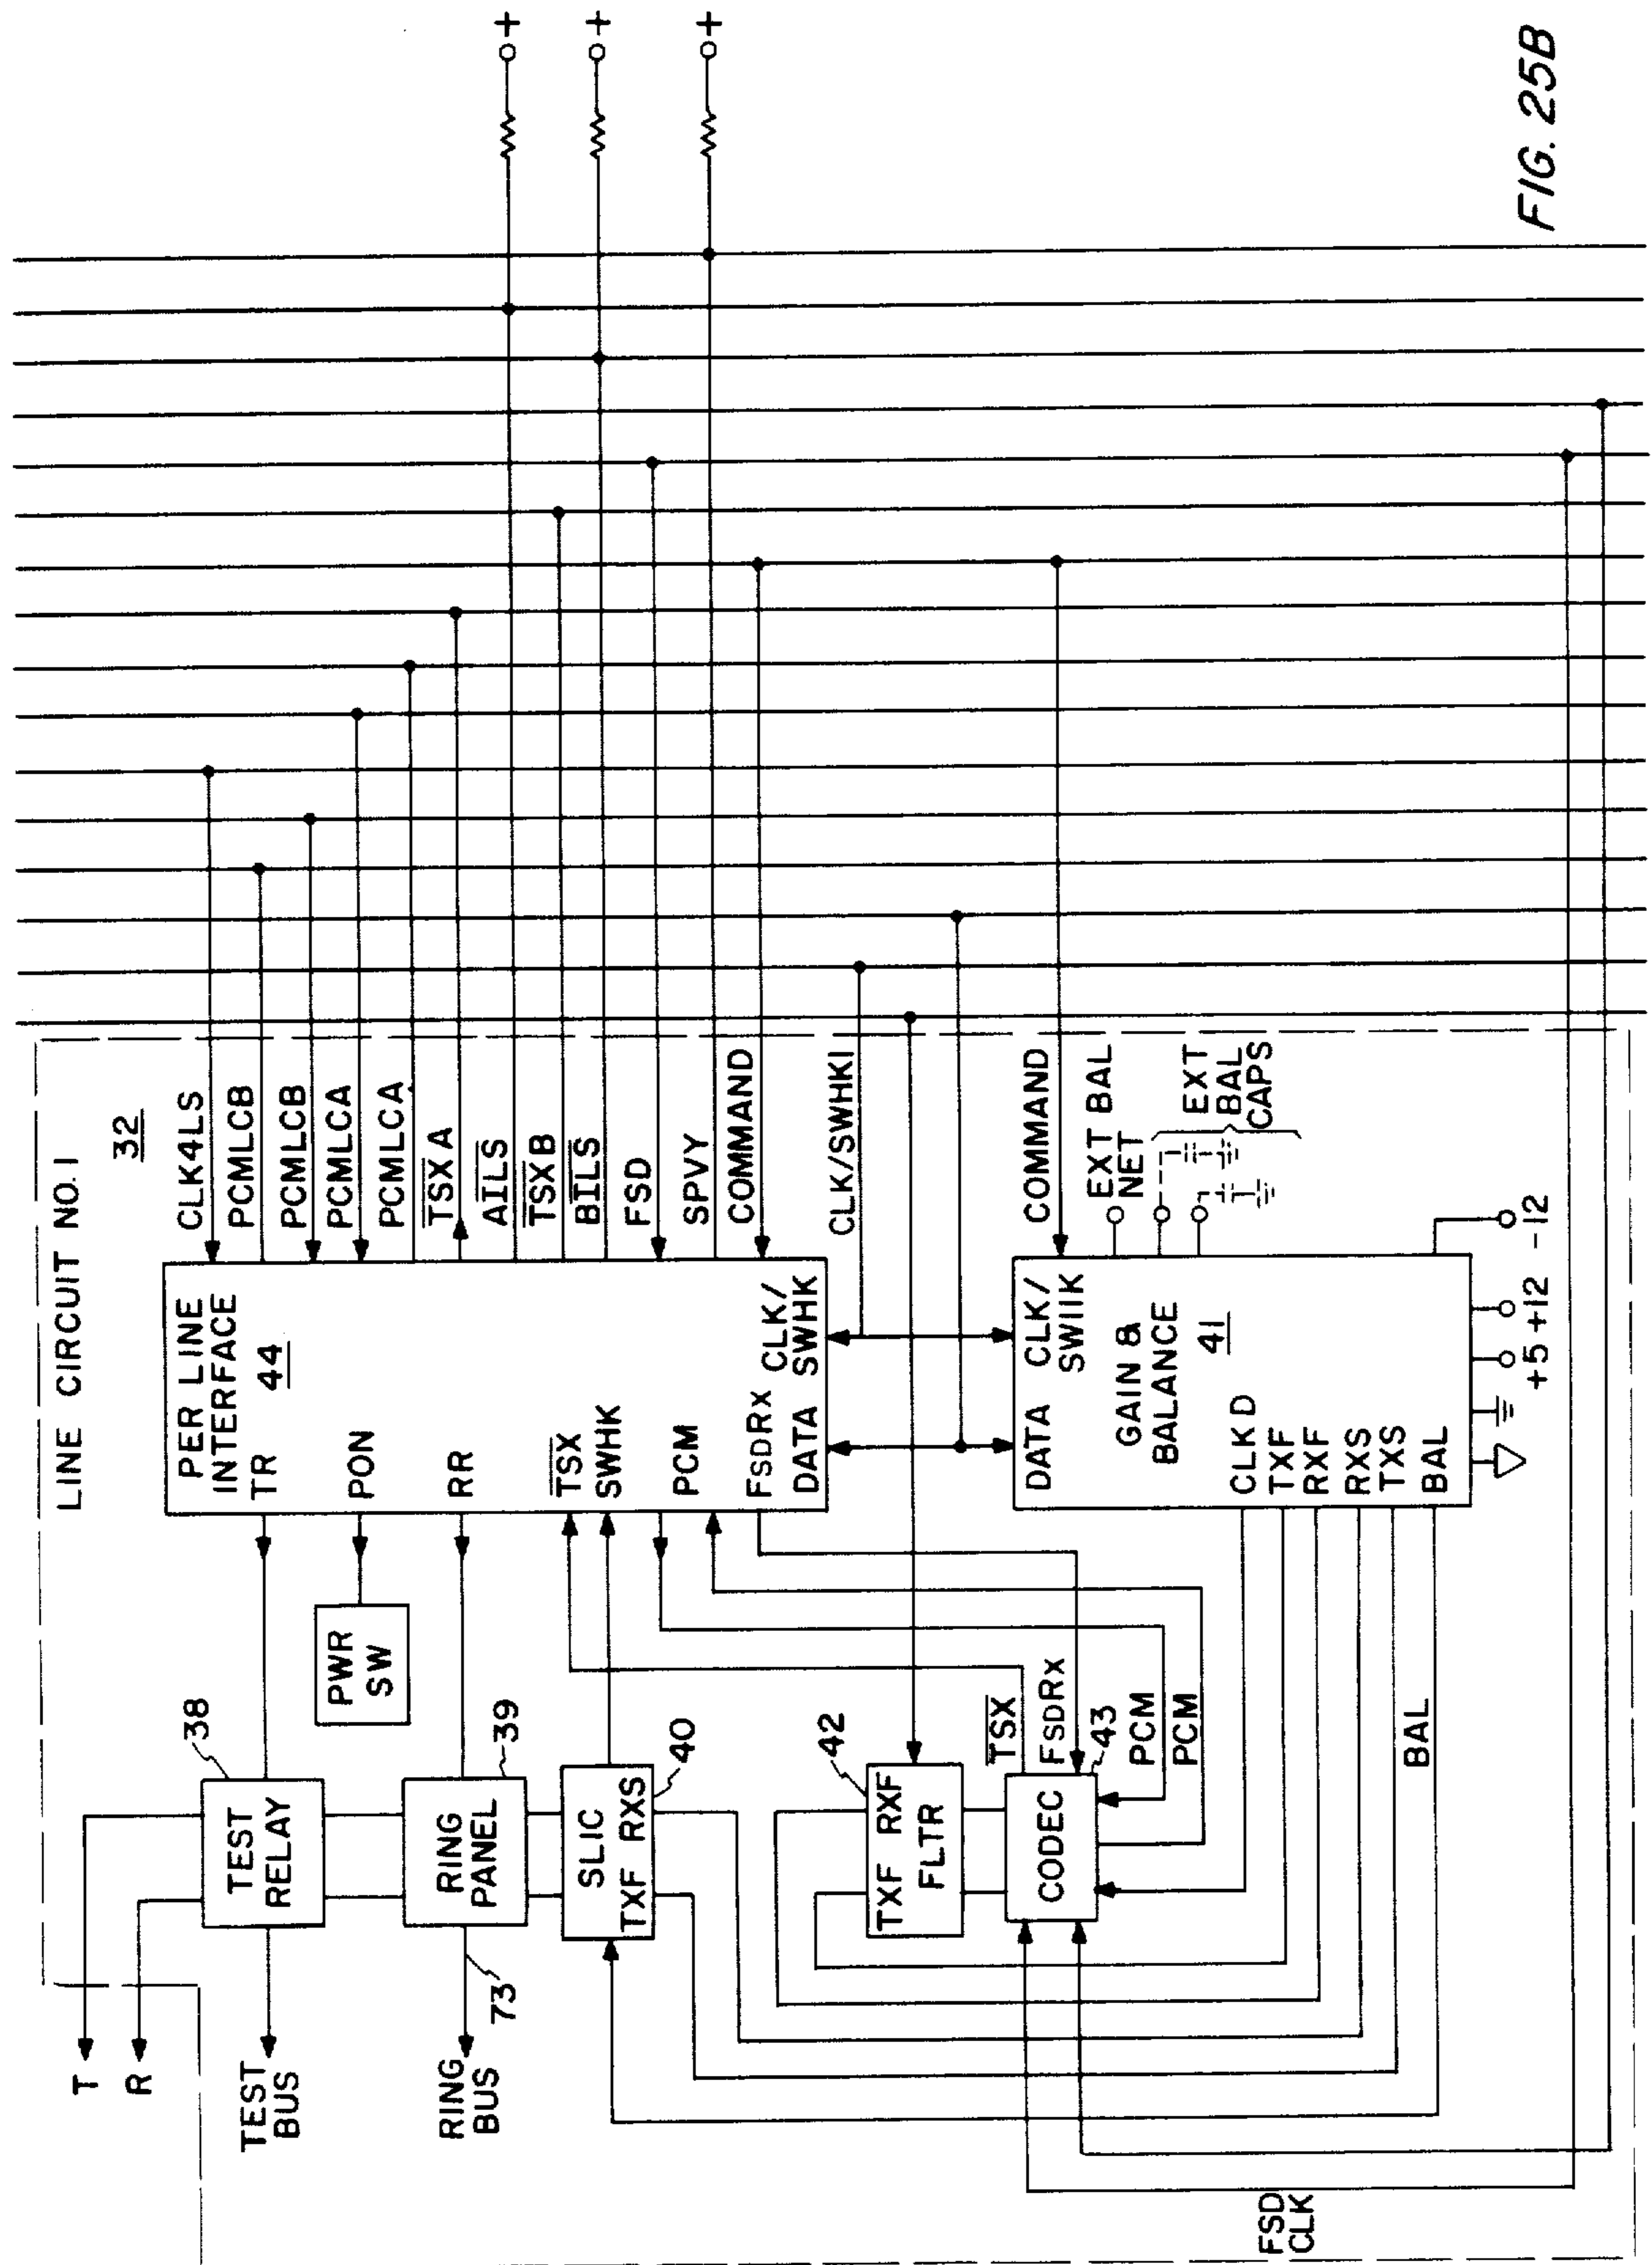 LINE CIRCUIT NO. 1
32
T
R
TEST
BUS
38
TEST
RELAY
RING
BUS
73
39
RING
PANEL
PWR
SW
40
SLIC
TXF RXS
42
TXF RXF
FLTR
TSX
FSDRX
CODEC
43
PCM
PCM
BAL
FSD
CLK
PER LINE
INTERFACE
44
TR
PON
RR
TSX
SWHK
PCM
FSDRX
DATA
CLK/
SWHK
CLK4LS
PCMLCB
PCMLCB
PCMLCA
PCMLCA
TSXA
AILS
TSXB
BILS
FSD
SPVY
COMMAND
CLK/SWHKI
COMMAND
DATA
CLK/
SWIIK
GAIN &
BALANCE
41
CLKD
TXF
RXF
RXS
TXS
BAL
EXT BAL
NET
EXT
BAL
CAPS
+5
+12
-12
+
+
+
FIG. 25B